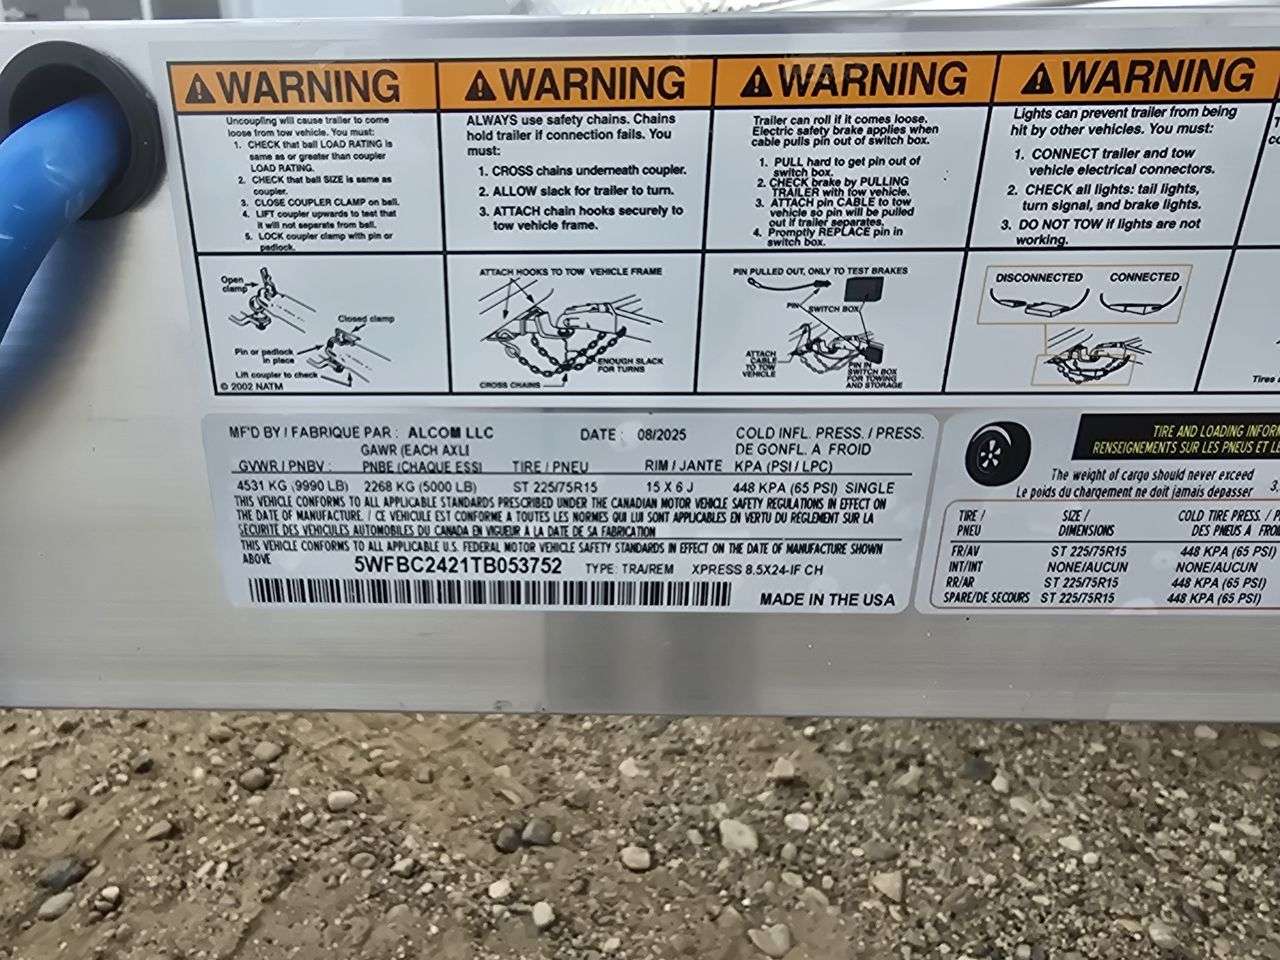 WARNING
Uncoupling will cause trailer to come
loose from tow vehicle. You must:
1. CHECK that ball LOAD RATING is
same as or greater than coupler
LOAD RATING.
2. CHECK that ball SIZE is same as
coupler.
3. CLOSE COUPLER CLAMP on ball.
4. LIFT coupler upwards to test that
it will not separate from ball.
5. LOCK coupler clamp with pin or
padlock.
Open
clamp
Closed clamp
Pin or padlock
in place
Lift coupler to check
© 2002 NATM
WARNING
ALWAYS use safety chains. Chains
hold trailer if connection fails. You
must:
1. CROSS chains underneath coupler.
2. ALLOW slack for trailer to turn.
3. ATTACH chain hooks securely to
tow vehicle frame.
ATTACH HOOKS TO TOW VEHICLE FRAME
ENOUGH SLACK
FOR TURNS
CROSS CHAINS
WARNING
Trailer can roll if it comes loose.
Electric safety brake applies when
cable pulls pin out of switch box.
1. PULL hard to get pin out of
switch box.
2. CHECK brake by PULLING
TRAILER with tow vehicle.
3. ATTACH pin CABLE to tow
vehicle so pin will be pulled
out if trailer separates.
4. Promptly REPLACE pin in
switch box.
PIN PULLED OUT, ONLY TO TEST BRAKES
PIN
SWITCH BOX
ATTACH
CABLE
TO TOW
VEHICLE
PIN IN
SWITCH BOX
FOR TOWING
AND STORAGE
WARNING
Lights can prevent trailer from being
hit by other vehicles. You must:
1. CONNECT trailer and tow
vehicle electrical connectors.
2. CHECK all lights: tail lights,
turn signal, and brake lights.
3. DO NOT TOW if lights are not
working.
DISCONNECTED CONNECTED
Tires
MF'D BY / FABRIQUE PAR : ALCOM LLC DATE : 08/2025 COLD INFL. PRESS. / PRESS.
GAWR (EACH AXLE DE GONFL. A FROID
GVWR / PNBV : PNBE (CHAQUE ESSI TIRE / PNEU RIM / JANTE KPA (PSI / LPC)
4531 KG (9990 LB) 2268 KG (5000 LB) ST 225/75R15 15 X 6 J 448 KPA (65 PSI) SINGLE
THIS VEHICLE CONFORMS TO ALL APPLICABLE STANDARDS PRESCRIBED UNDER THE CANADIAN MOTOR VEHICLE SAFETY REGULATIONS IN EFFECT ON
THE DATE OF MANUFACTURE. / CE VEHICULE EST CONFORME A TOUTES LES NORMES QUI LUI SONT APPLICABLES EN VERTU DU REGLEMENT SUR LA
SECURITE DES VEHICULES AUTOMOBILES DU CANADA EN VIGUEUR A LA DATE DE SA FABRICATION
THIS VEHICLE CONFORMS TO ALL APPLICABLE U.S. FEDERAL MOTOR VEHICLE SAFETY STANDARDS IN EFFECT ON THE DATE OF MANUFACTURE SHOWN
ABOVE 5WFBC2421TB053752 TYPE: TRA/REM XPRESS 8.5X24-IF CH
MADE IN THE USA
TIRE AND LOADING INFOR
RENSEIGNEMENTS SUR LES PNEUS ET LE
The weight of cargo should never exceed
Le poids du chargement ne doit jamais depasser 3.
TIRE / SIZE / COLD TIRE PRESS. / P
PNEU DIMENSIONS DES PNEUS A FROI
FR/AV ST 225/75R15 448 KPA (65 PSI)
INT/INT NONE/AUCUN NONE/AUCUN
RR/AR ST 225/75R15 448 KPA (65 PSI)
SPARE/DE SECOURS ST 225/75R15 448 KPA (65 PSI)